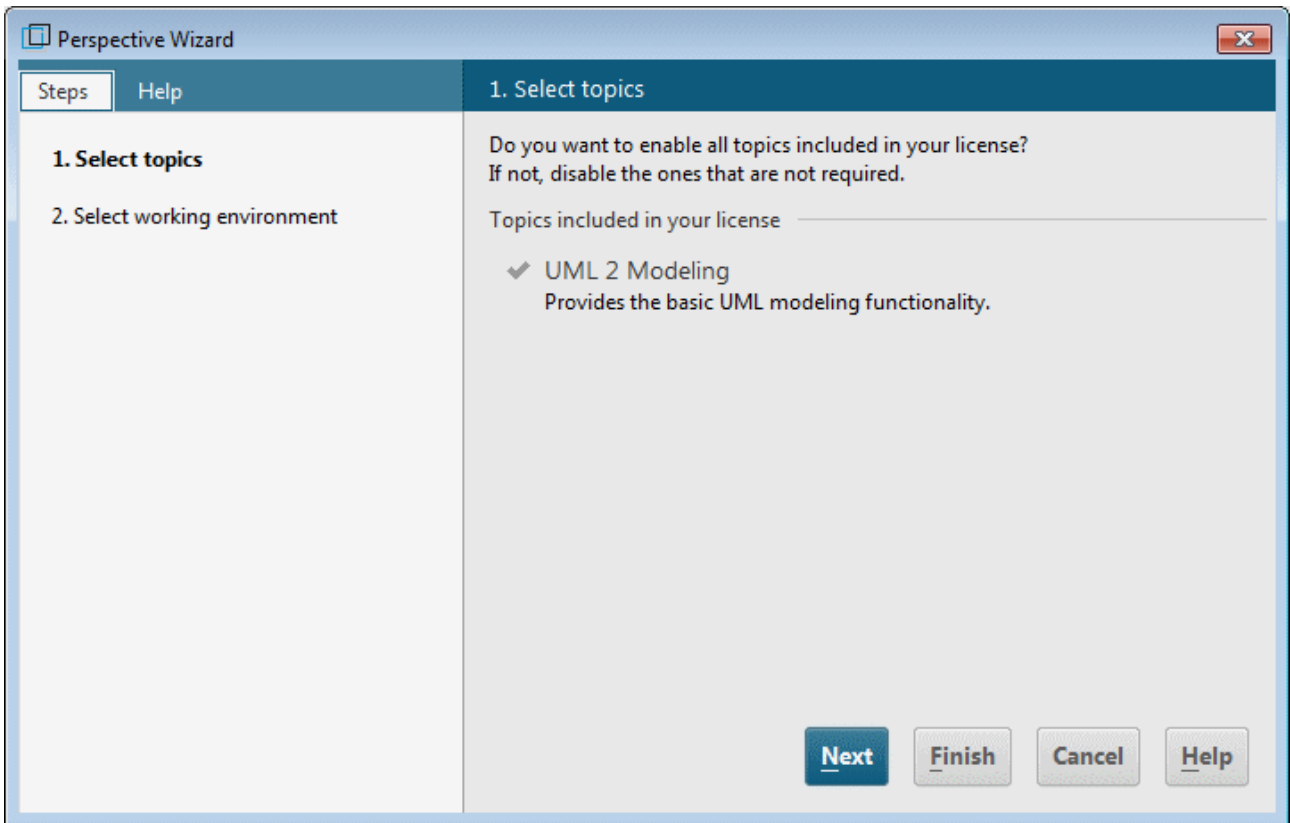 Perspective Wizard
Steps
Help
1. Select topics
2. Select working environment
1. Select topics
Do you want to enable all topics included in your license?
If not, disable the ones that are not required.
Topics included in your license
UML 2 Modeling
Provides the basic UML modeling functionality.
Next
Finish
Cancel
Help